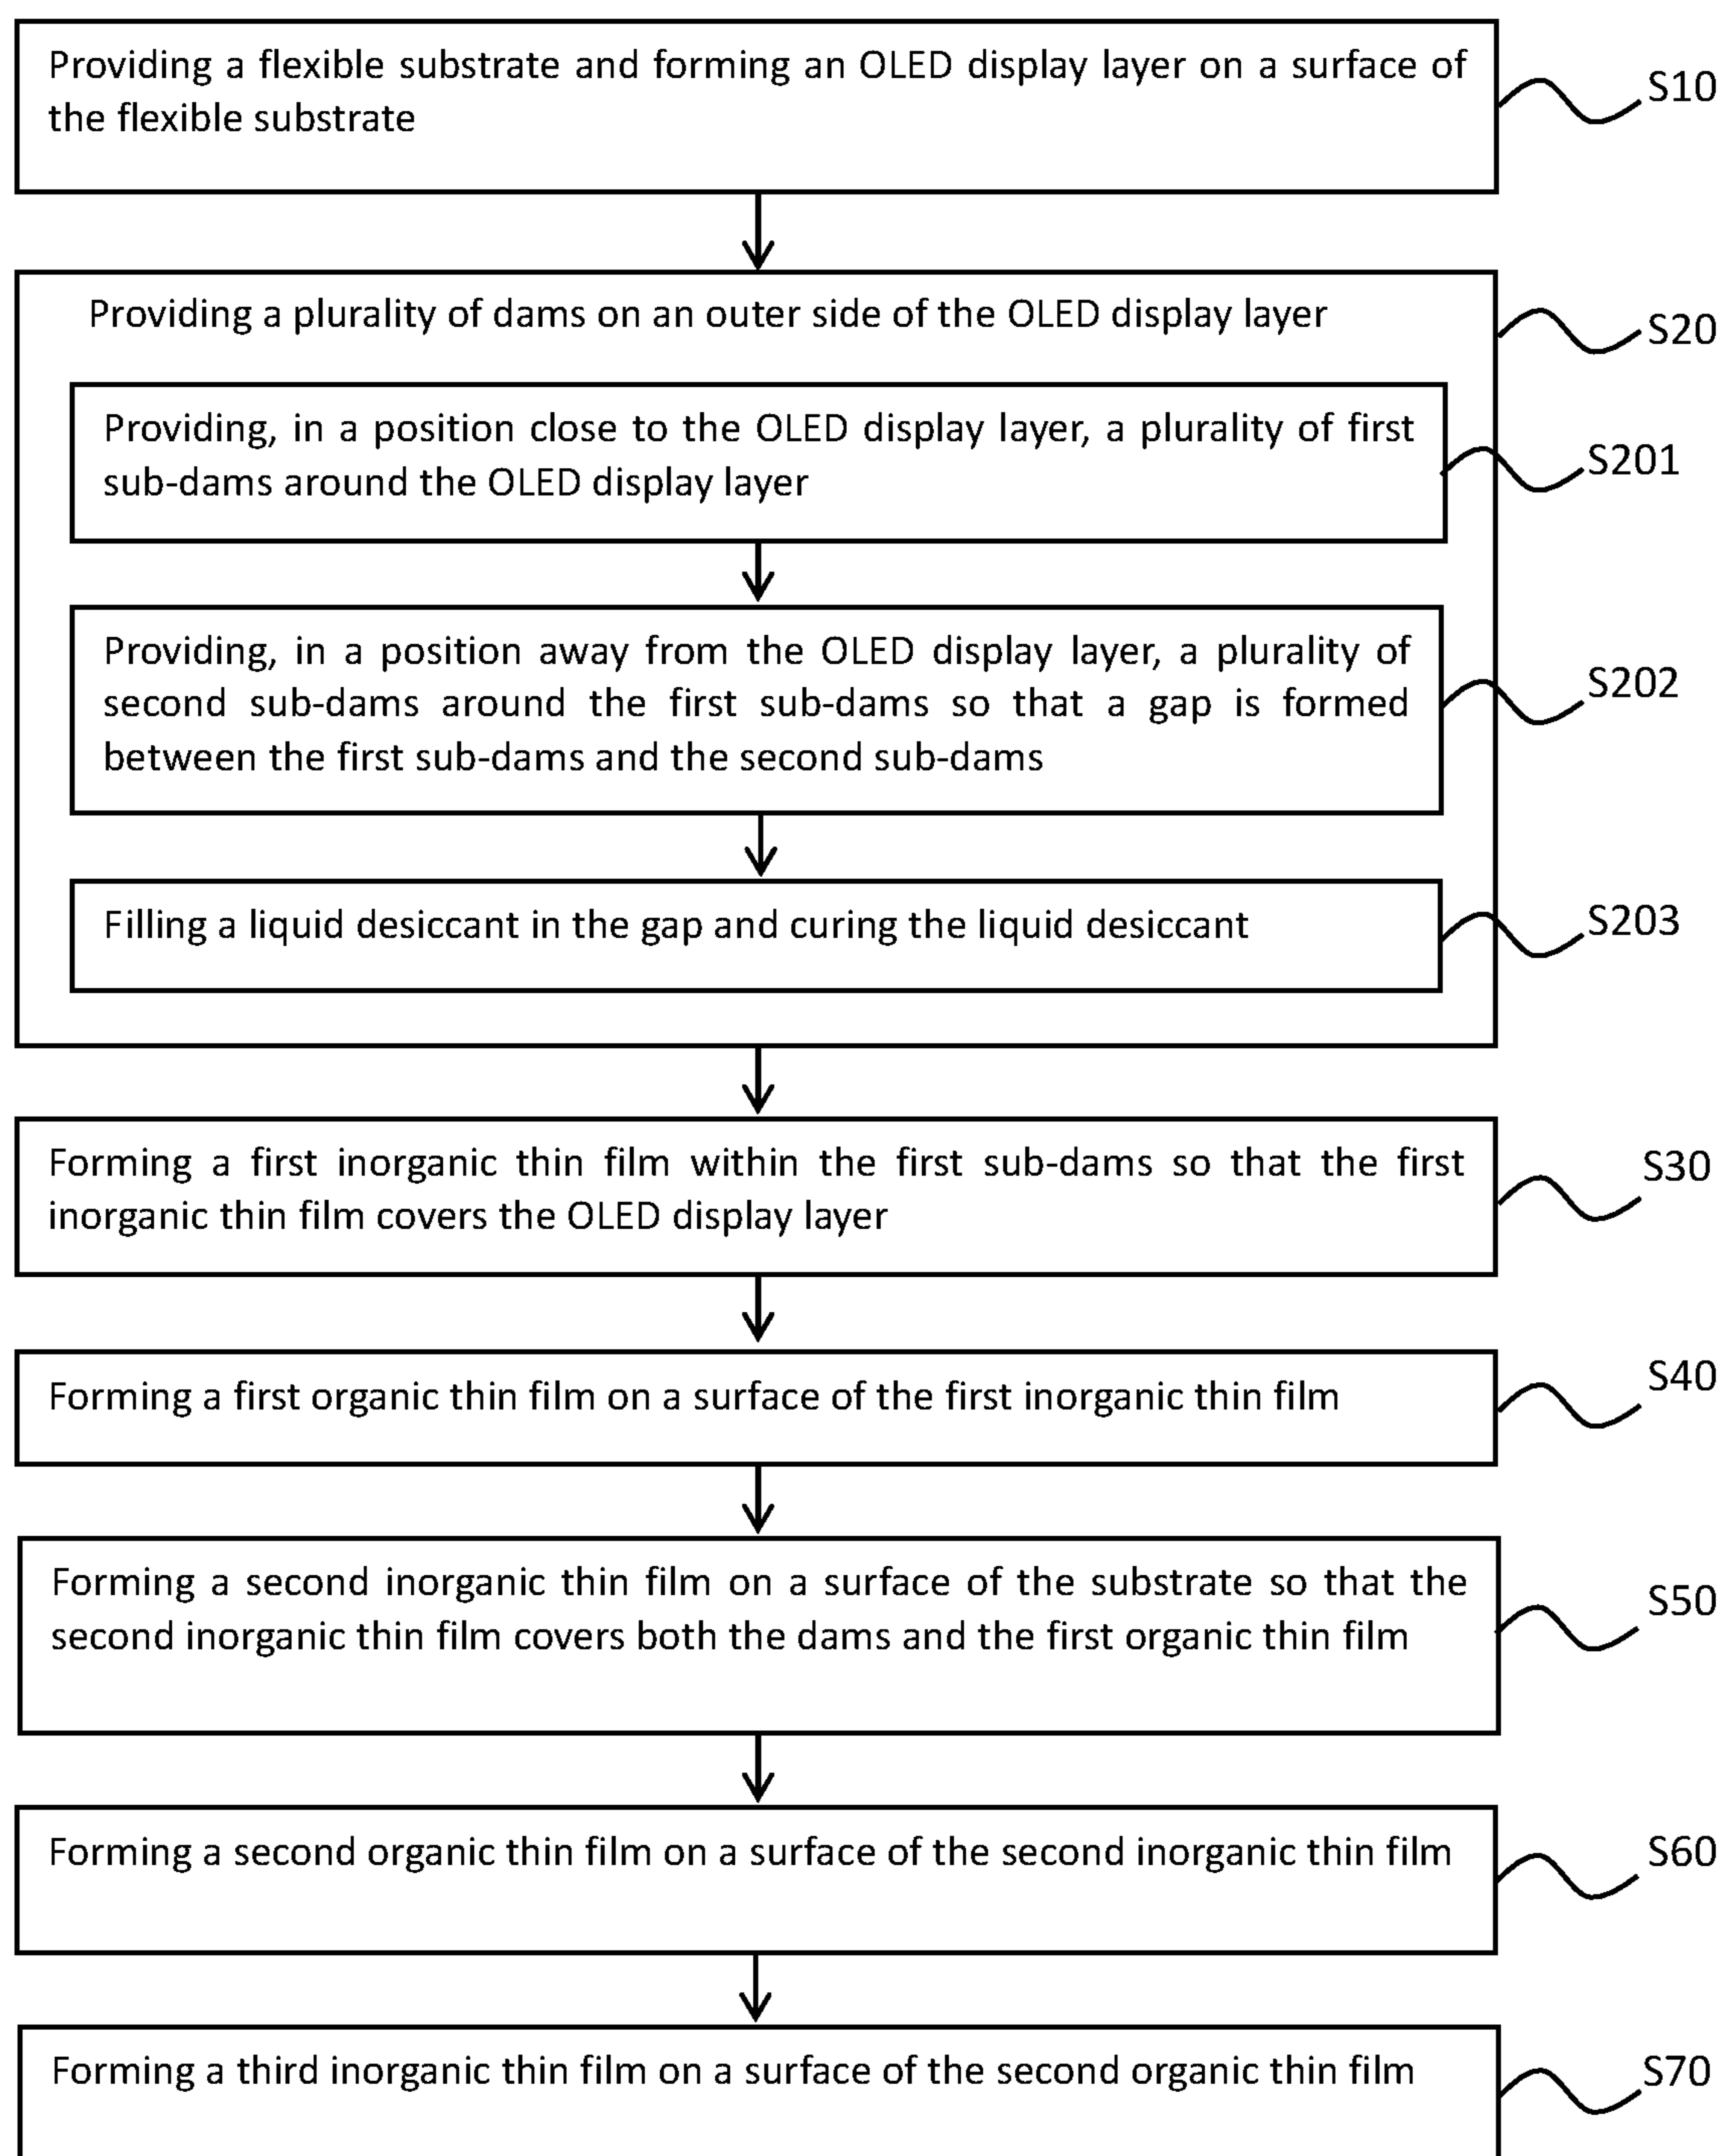 Providing a flexible substrate and forming an OLED display layer on a surface of
the flexible substrate
S10
Providing a plurality of dams on an outer side of the OLED display layer
S20
Providing, in a position close to the OLED display layer, a plurality of first
sub-dams around the OLED display layer
S201
Providing, in a position away from the OLED display layer, a plurality of
second sub-dams around the first sub-dams so that a gap is formed
between the first sub-dams and the second sub-dams
S202
Filling a liquid desiccant in the gap and curing the liquid desiccant
S203
Forming a first inorganic thin film within the first sub-dams so that the first
inorganic thin film covers the OLED display layer
S30
Forming a first organic thin film on a surface of the first inorganic thin film
S40
Forming a second inorganic thin film on a surface of the substrate so that the
second inorganic thin film covers both the dams and the first organic thin film
S50
Forming a second organic thin film on a surface of the second inorganic thin film
S60
Forming a third inorganic thin film on a surface of the second organic thin film
S70